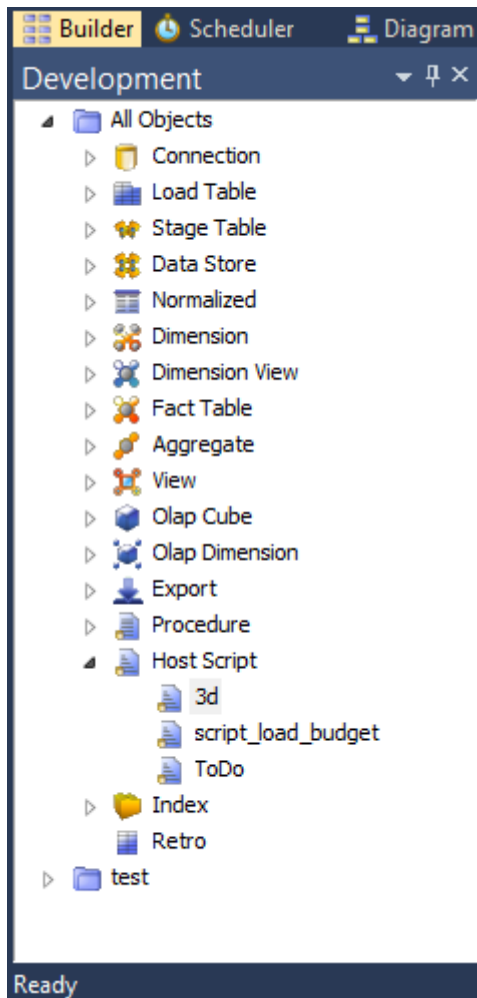 Builder Scheduler Diagram
Development
All Objects
Connection
Load Table
Stage Table
Data Store
Normalized
Dimension
Dimension View
Fact Table
Aggregate
View
Olap Cube
Olap Dimension
Export
Procedure
Host Script
3d
script_load_budget
ToDo
Index
Retro
test
Ready